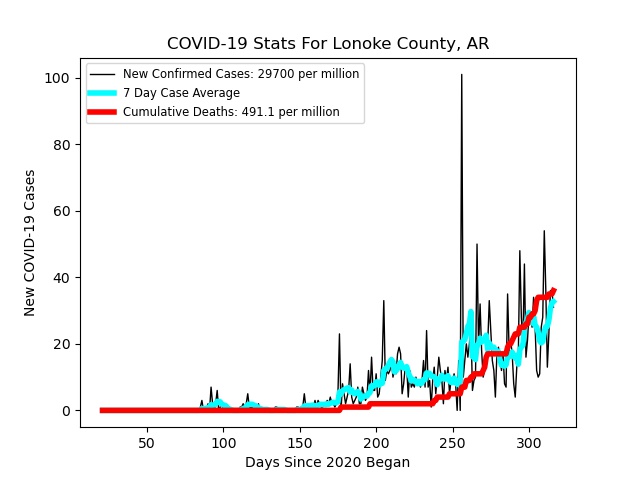 COVID-19 Stats For Lonoke County, AR
New Confirmed Cases: 29700 per million
7 Day Case Average
Cumulative Deaths: 491.1 per million
New COVID-19 Cases
100
80
60
40
20
0
50 100 150 200 250 300
Days Since 2020 Began